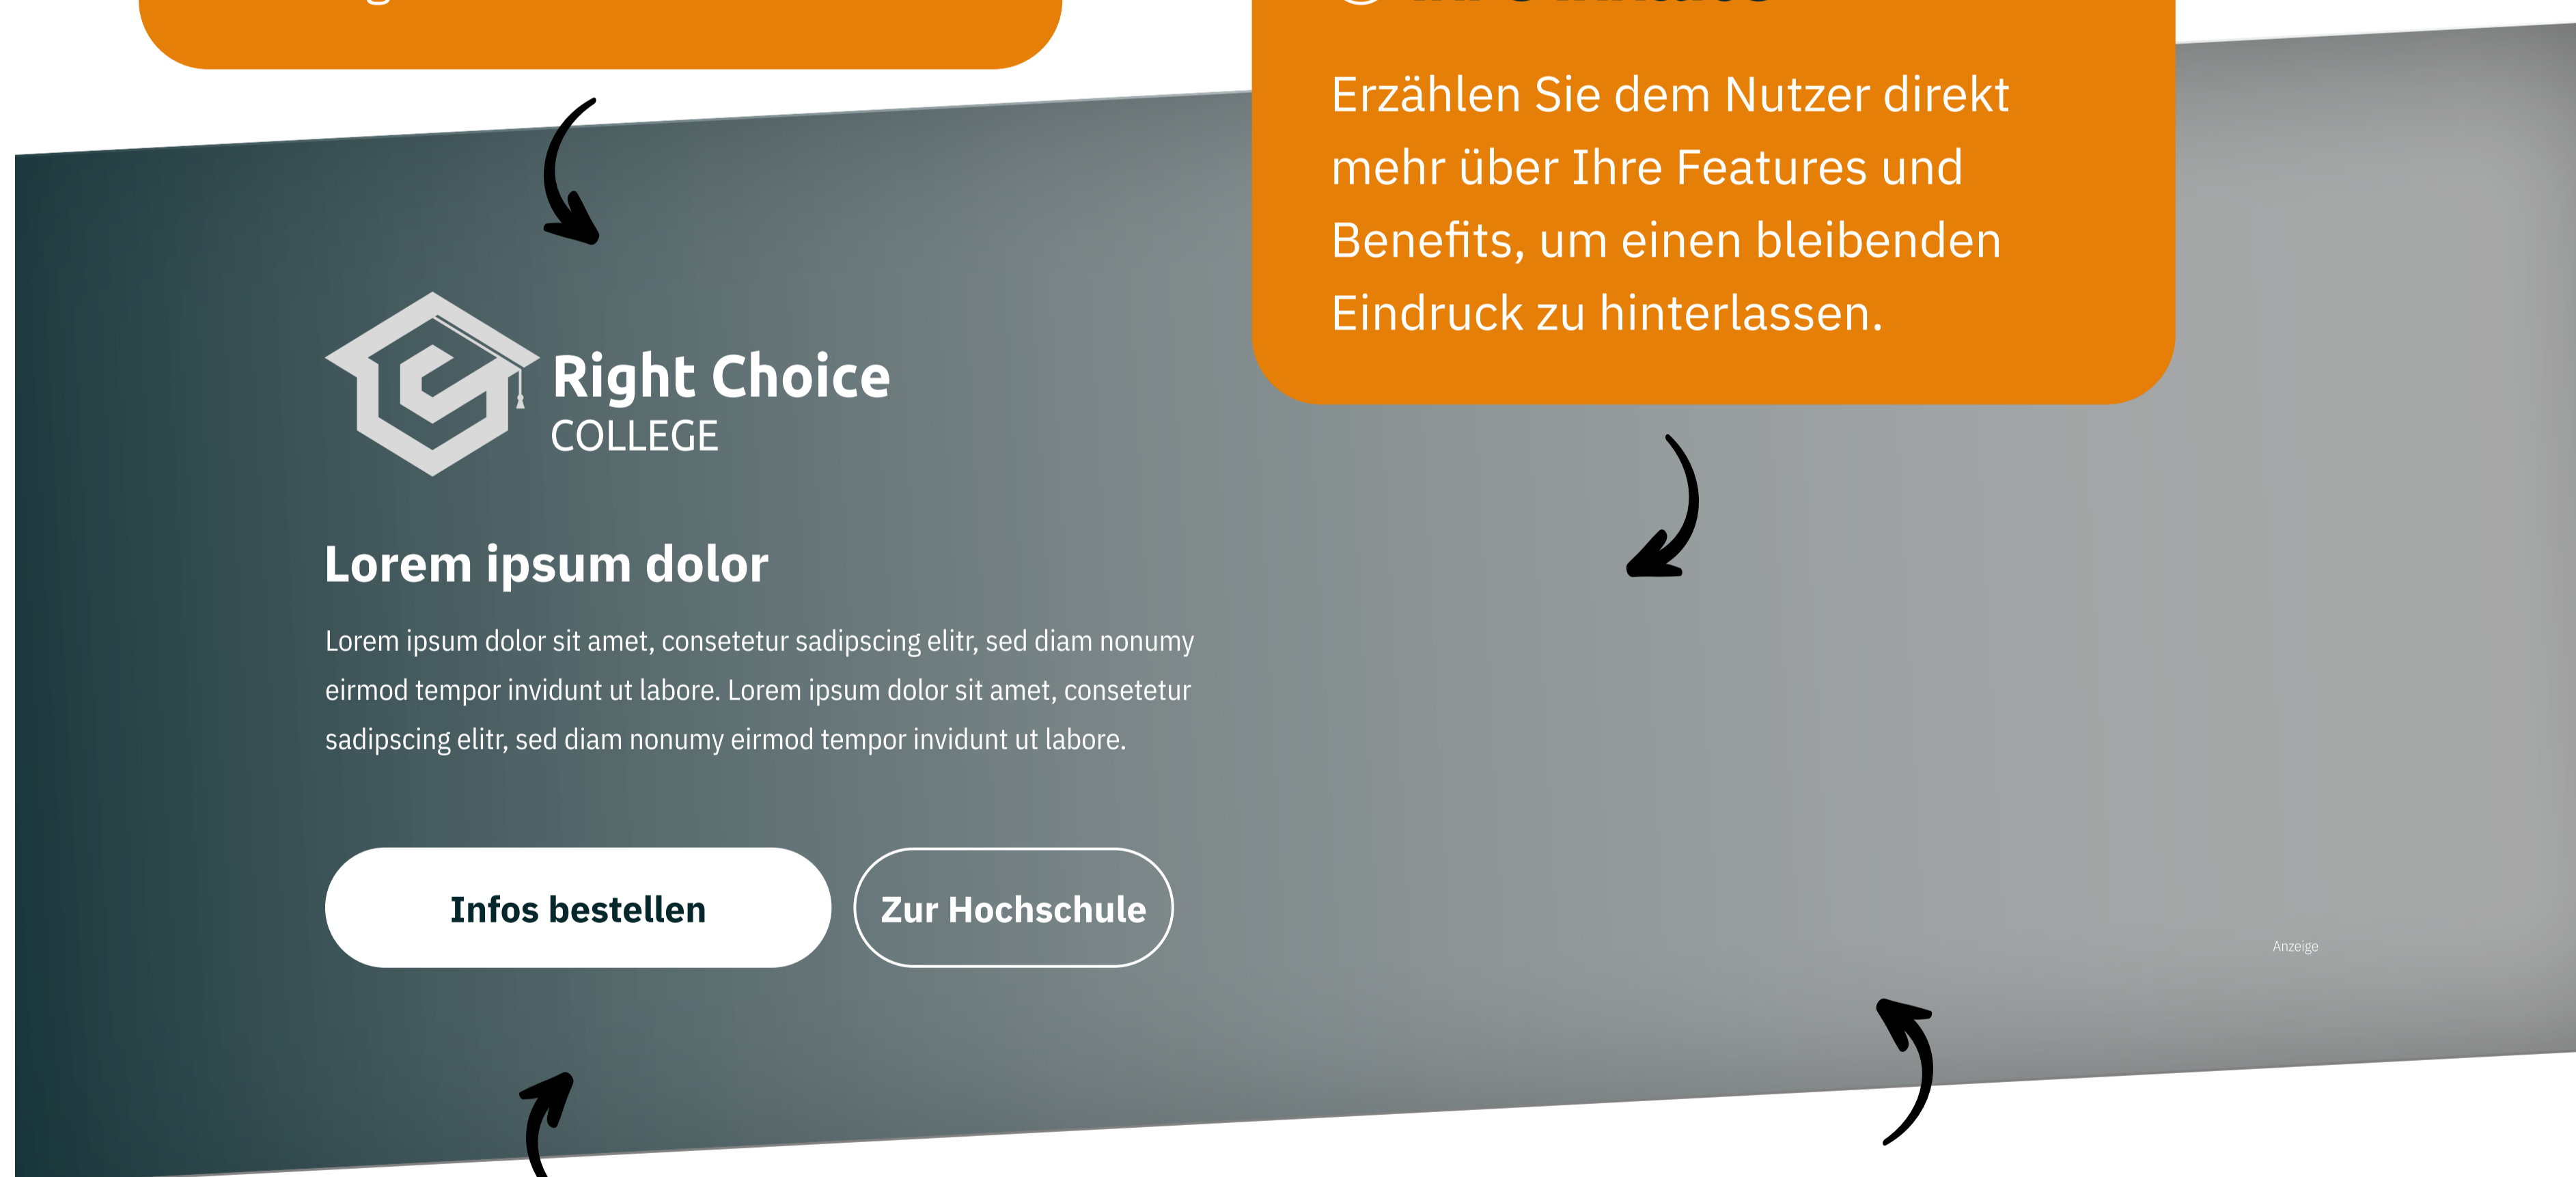 Erzählen Sie dem Nutzer direkt
mehr über Ihre Features und
Benefits, um einen bleibenden
Eindruck zu hinterlassen.
Right Choice
COLLEGE
Lorem ipsum dolor
Lorem ipsum dolor sit amet, consetetur sadipscing elitr, sed diam nonumy
eirmod tempor invidunt ut labore. Lorem ipsum dolor sit amet, consetetur
sadipscing elitr, sed diam nonumy eirmod tempor invidunt ut labore.
Infos bestellen
Zur Hochschule
Anzeige